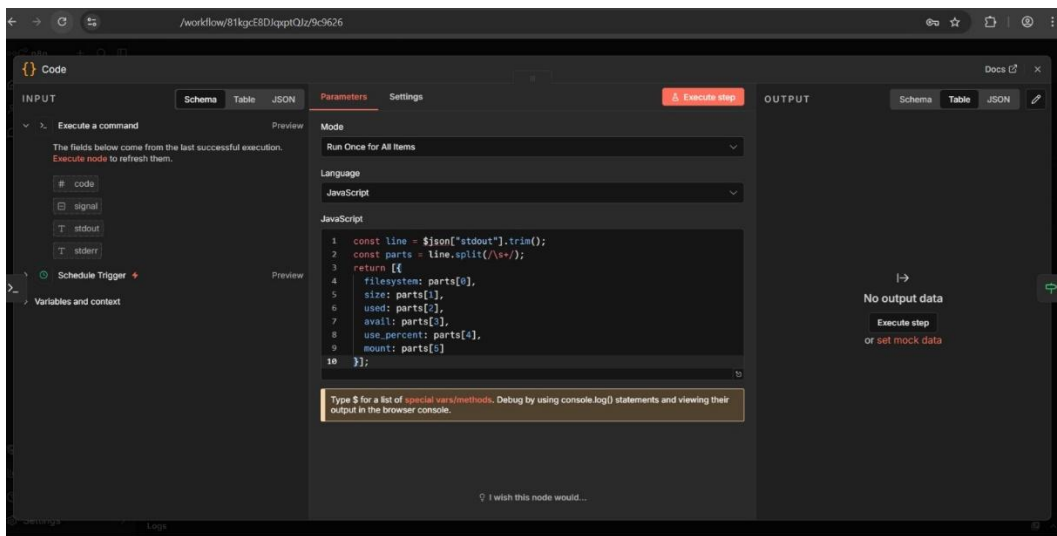 /workflow/81kgcE8DJqxptQJz/9c9626
{} Code
Docs
INPUT
Schema Table JSON
Execute a command
Preview
The fields below come from the last successful execution.
Execute node to refresh them.
# code
signal
T stdout
T stderr
Schedule Trigger
Preview
Variables and context
Parameters Settings
Execute step
Mode
Run Once for All Items
Language
JavaScript
JavaScript
1 const line = $json["stdout"].trim();
2 const parts = line.split(/\s+/);
3 return [{
4 filesystem: parts[0],
5 size: parts[1],
6 used: parts[2],
7 avail: parts[3],
8 use_percent: parts[4],
9 mount: parts[5]
10 }];
Type $ for a list of special vars/methods. Debug by using console.log() statements and viewing their
output in the browser console.
I wish this node would...
OUTPUT
Schema Table JSON
No output data
Execute step
or set mock data
Settings
Logs